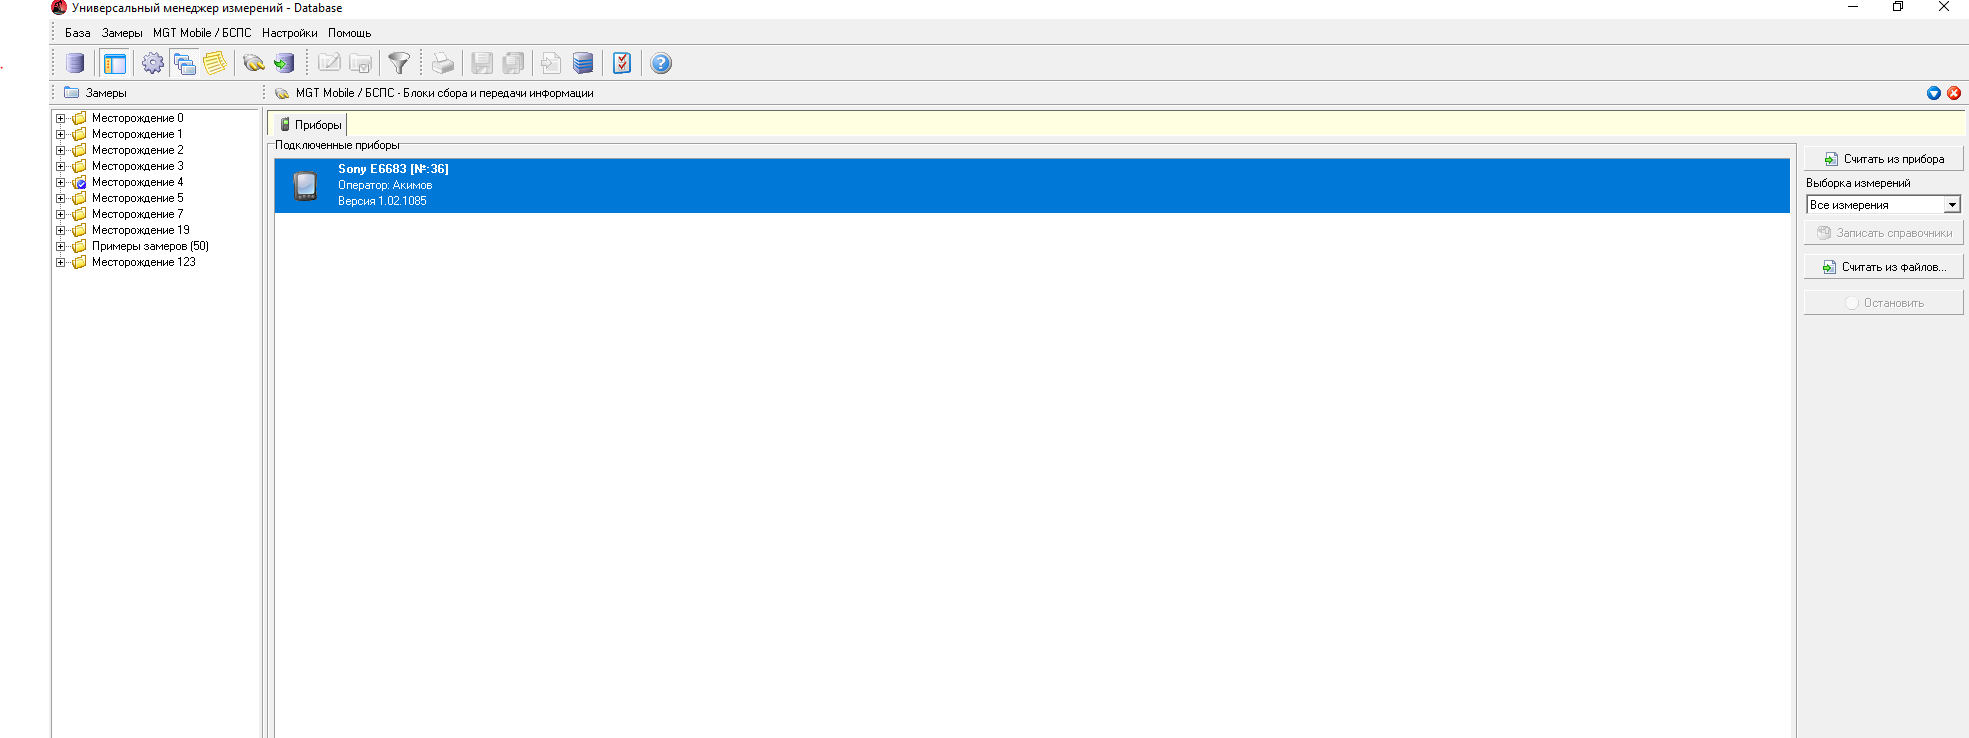 Универсальный менеджер измерений - Database
База Замеры MGT Mobile / БСПС Настройки Помощь
Замеры
MGT Mobile / БСПС - Блоки сбора и передачи информации
Месторождение 0
Месторождение 1
Месторождение 2
Месторождение 3
Месторождение 4
Месторождение 5
Месторождение 7
Месторождение 19
Примеры замеров (50)
Месторождение 123
Приборы
Подключенные приборы
Sony E6683 [№:36]
Оператор: Акимов
Версия 1.02.1085
Считать из прибора
Выборка измерений
Все измерения
Записать справочники
Считать из файлов...
Остановить